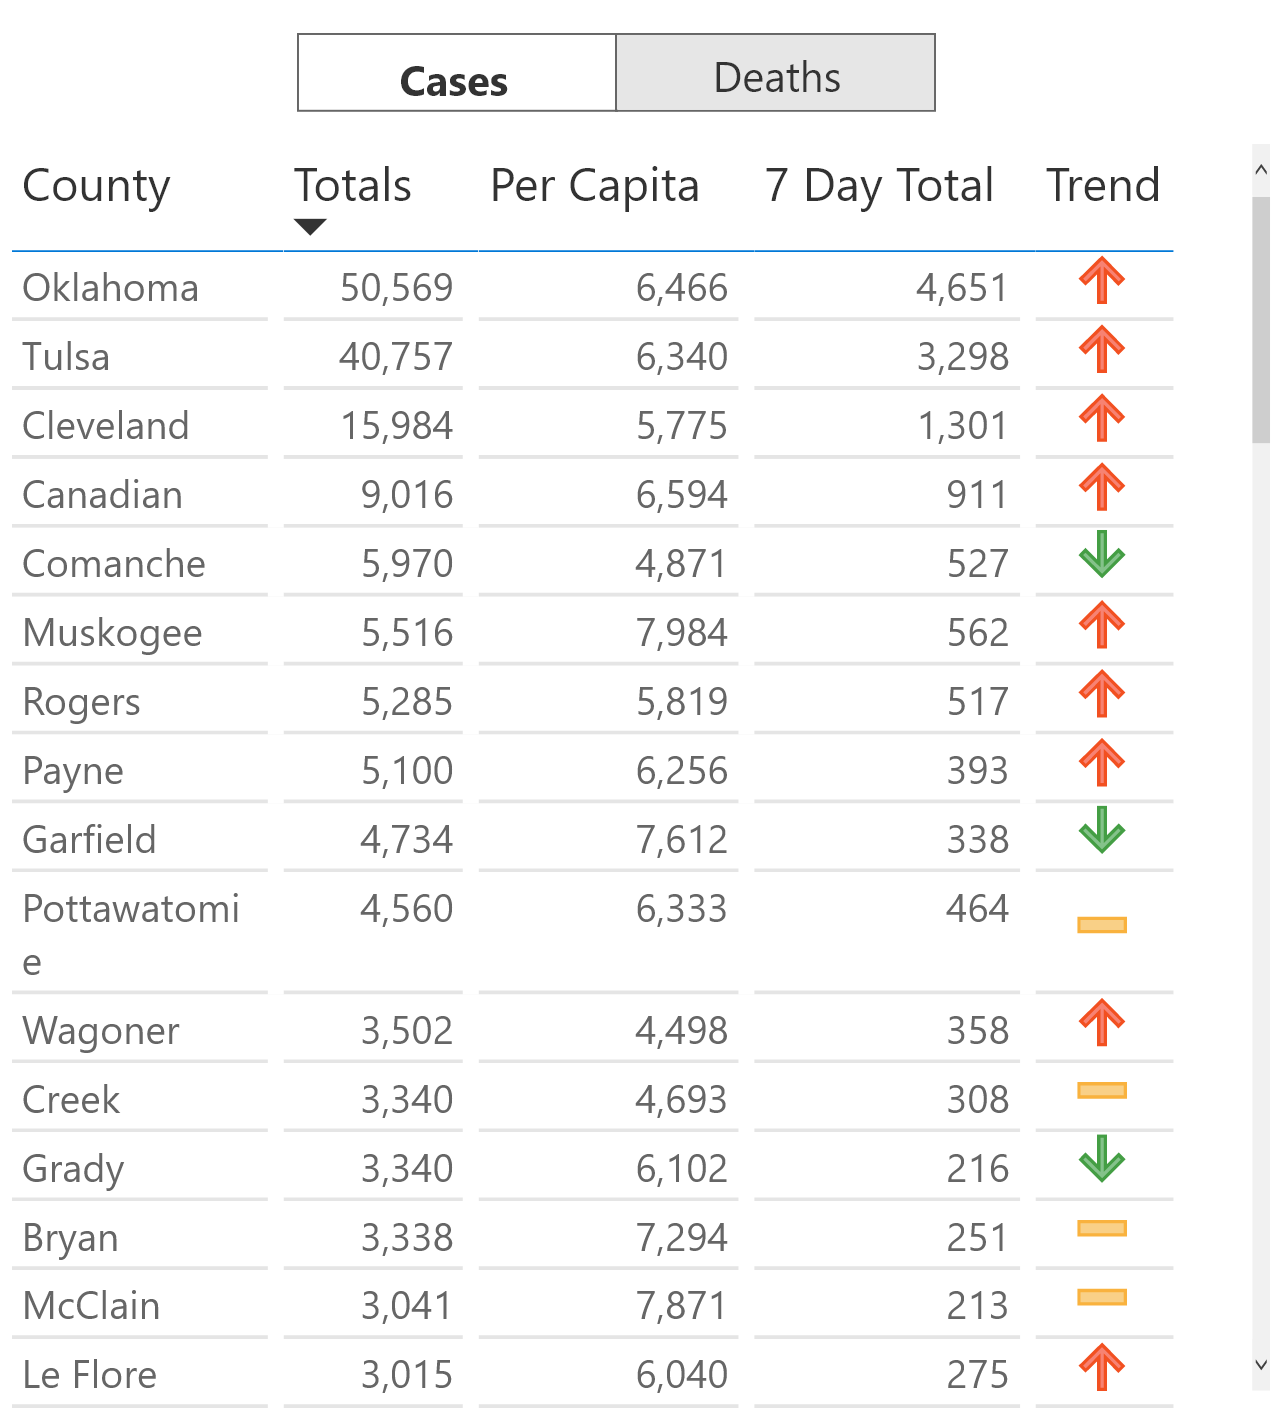 Cases Deaths
County Totals Per Capita 7 Day Total Trend
Oklahoma 50,569 6,466 4,651
Tulsa 40,757 6,340 3,298
Cleveland 15,984 5,775 1,301
Canadian 9,016 6,594 911
Comanche 5,970 4,871 527
Muskogee 5,516 7,984 562
Rogers 5,285 5,819 517
Payne 5,100 6,256 393
Garfield 4,734 7,612 338
Pottawatomi 4,560 6,333 464
e
Wagoner 3,502 4,498 358
Creek 3,340 4,693 308
Grady 3,340 6,102 216
Bryan 3,338 7,294 251
McClain 3,041 7,871 213
Le Flore 3,015 6,040 275